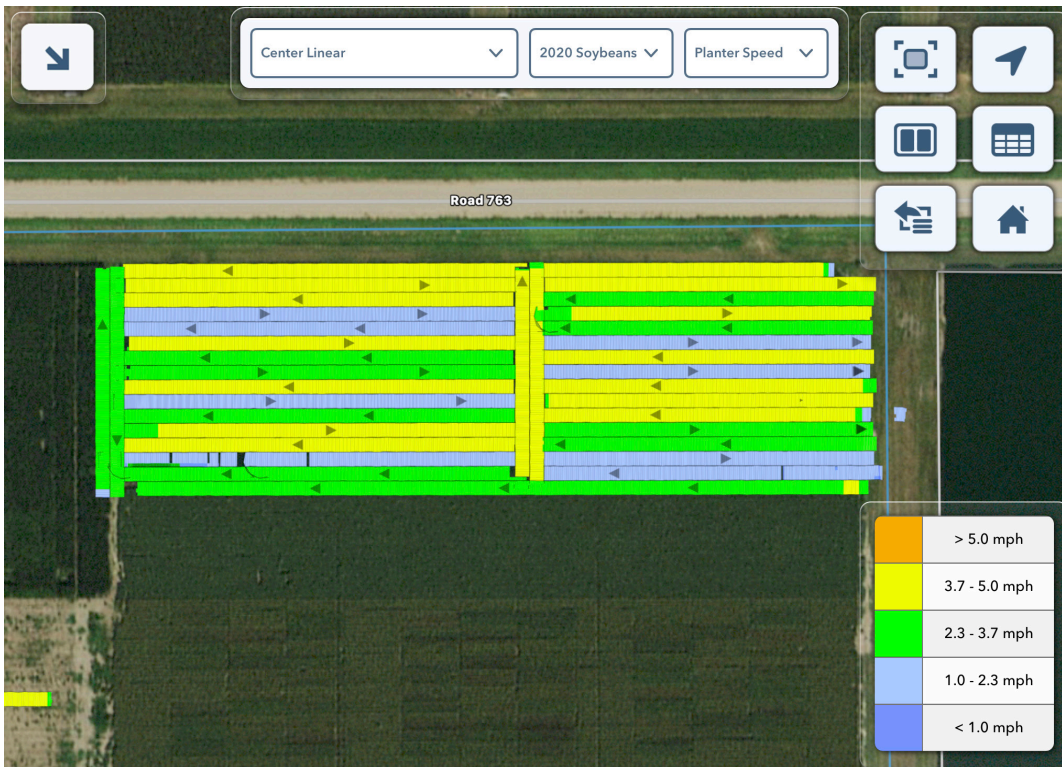 Center Linear
2020 Soybeans
Planter Speed
Road 763
> 5.0 mph
3.7 - 5.0 mph
2.3 - 3.7 mph
1.0 - 2.3 mph
< 1.0 mph